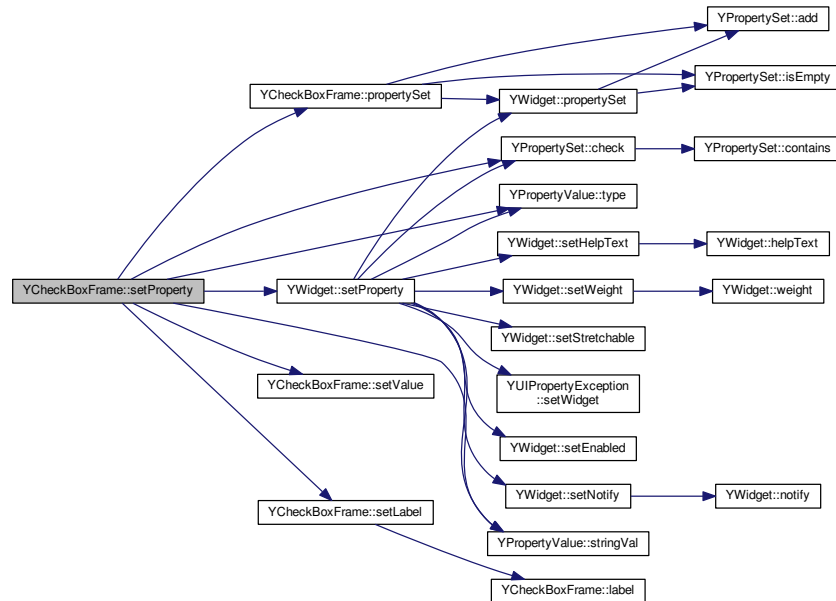 YPropertySet::add
YPropertySet::isEmpty
YCheckBoxFrame::propertySet
YWidget::propertySet
YPropertySet::check
YPropertySet::contains
YPropertyValue::type
YWidget::setHelpText
YWidget::helpText
YCheckBoxFrame::setProperty
YWidget::setProperty
YWidget::setWeight
YWidget::weight
YWidget::setStretchable
YCheckBoxFrame::setValue
YUIPropertyException
::setWidget
YWidget::setEnabled
YWidget::setNotify
YWidget::notify
YCheckBoxFrame::setLabel
YPropertyValue::stringVal
YCheckBoxFrame::label